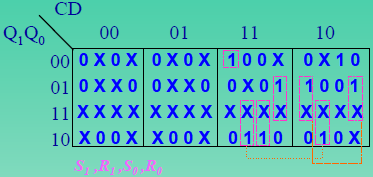 CD
Q1Q0
00 01 11 10
00 0X0X 0X0X 100X 0X10
01 0XX0 0XX0 0X01 1001
11 XXXX XXXX XXXX XXXX
10 X00X X00X 0110 010X
S1 ,R1 ,S0 ,R0